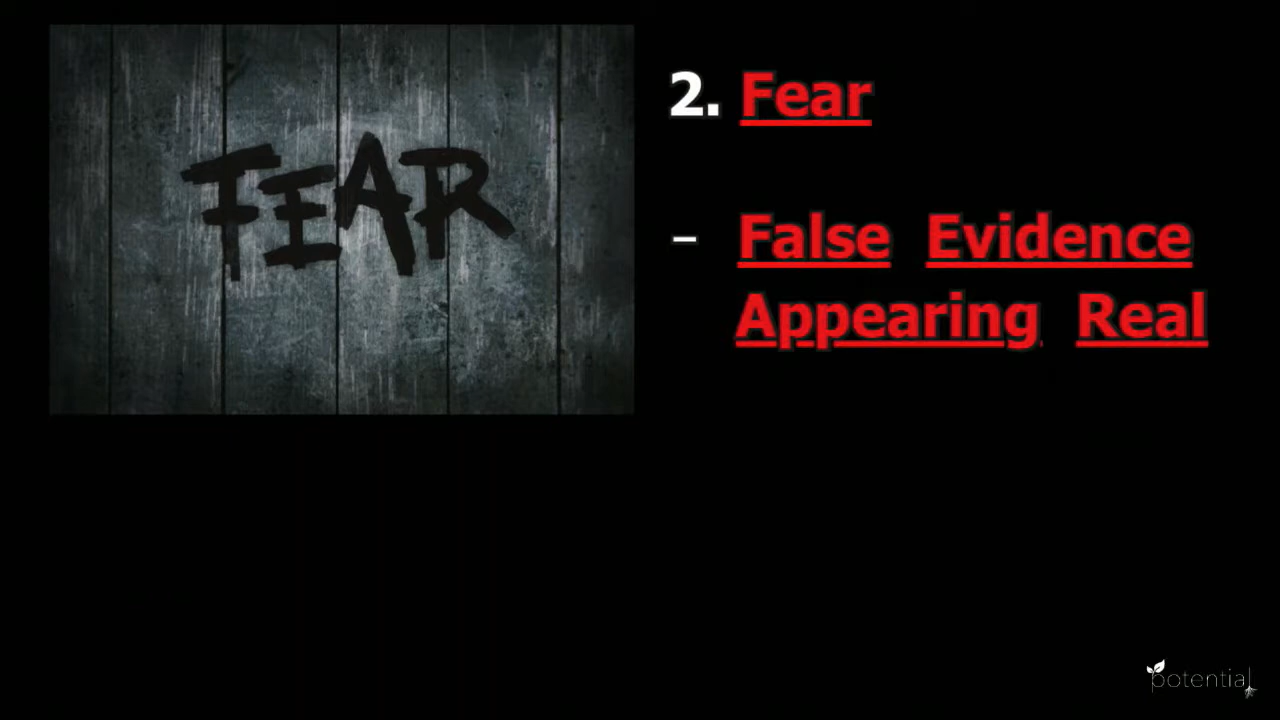 FEAR
2. Fear
- False Evidence
Appearing Real
potential